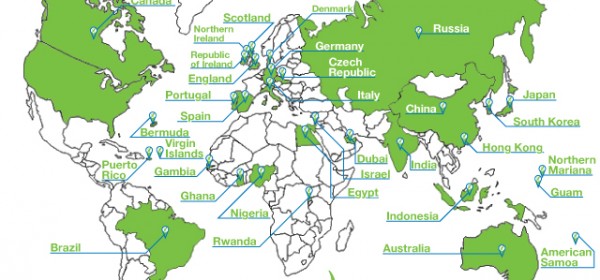 Canada
Scotland
Denmark
Northern
Ireland
Germany
Russia
Republic
of Ireland
Czech
Republic
England
Portugal
Italy
China
Japan
Spain
South Korea
Bermuda
Virgin
Islands
Hong Kong
Puerto
Rico
Gambia
Dubai
India
Northern
Mariana
Israel
Ghana
Egypt
Guam
Nigeria
Indonesia
Rwanda
Brazil
Australia
American
Samoa